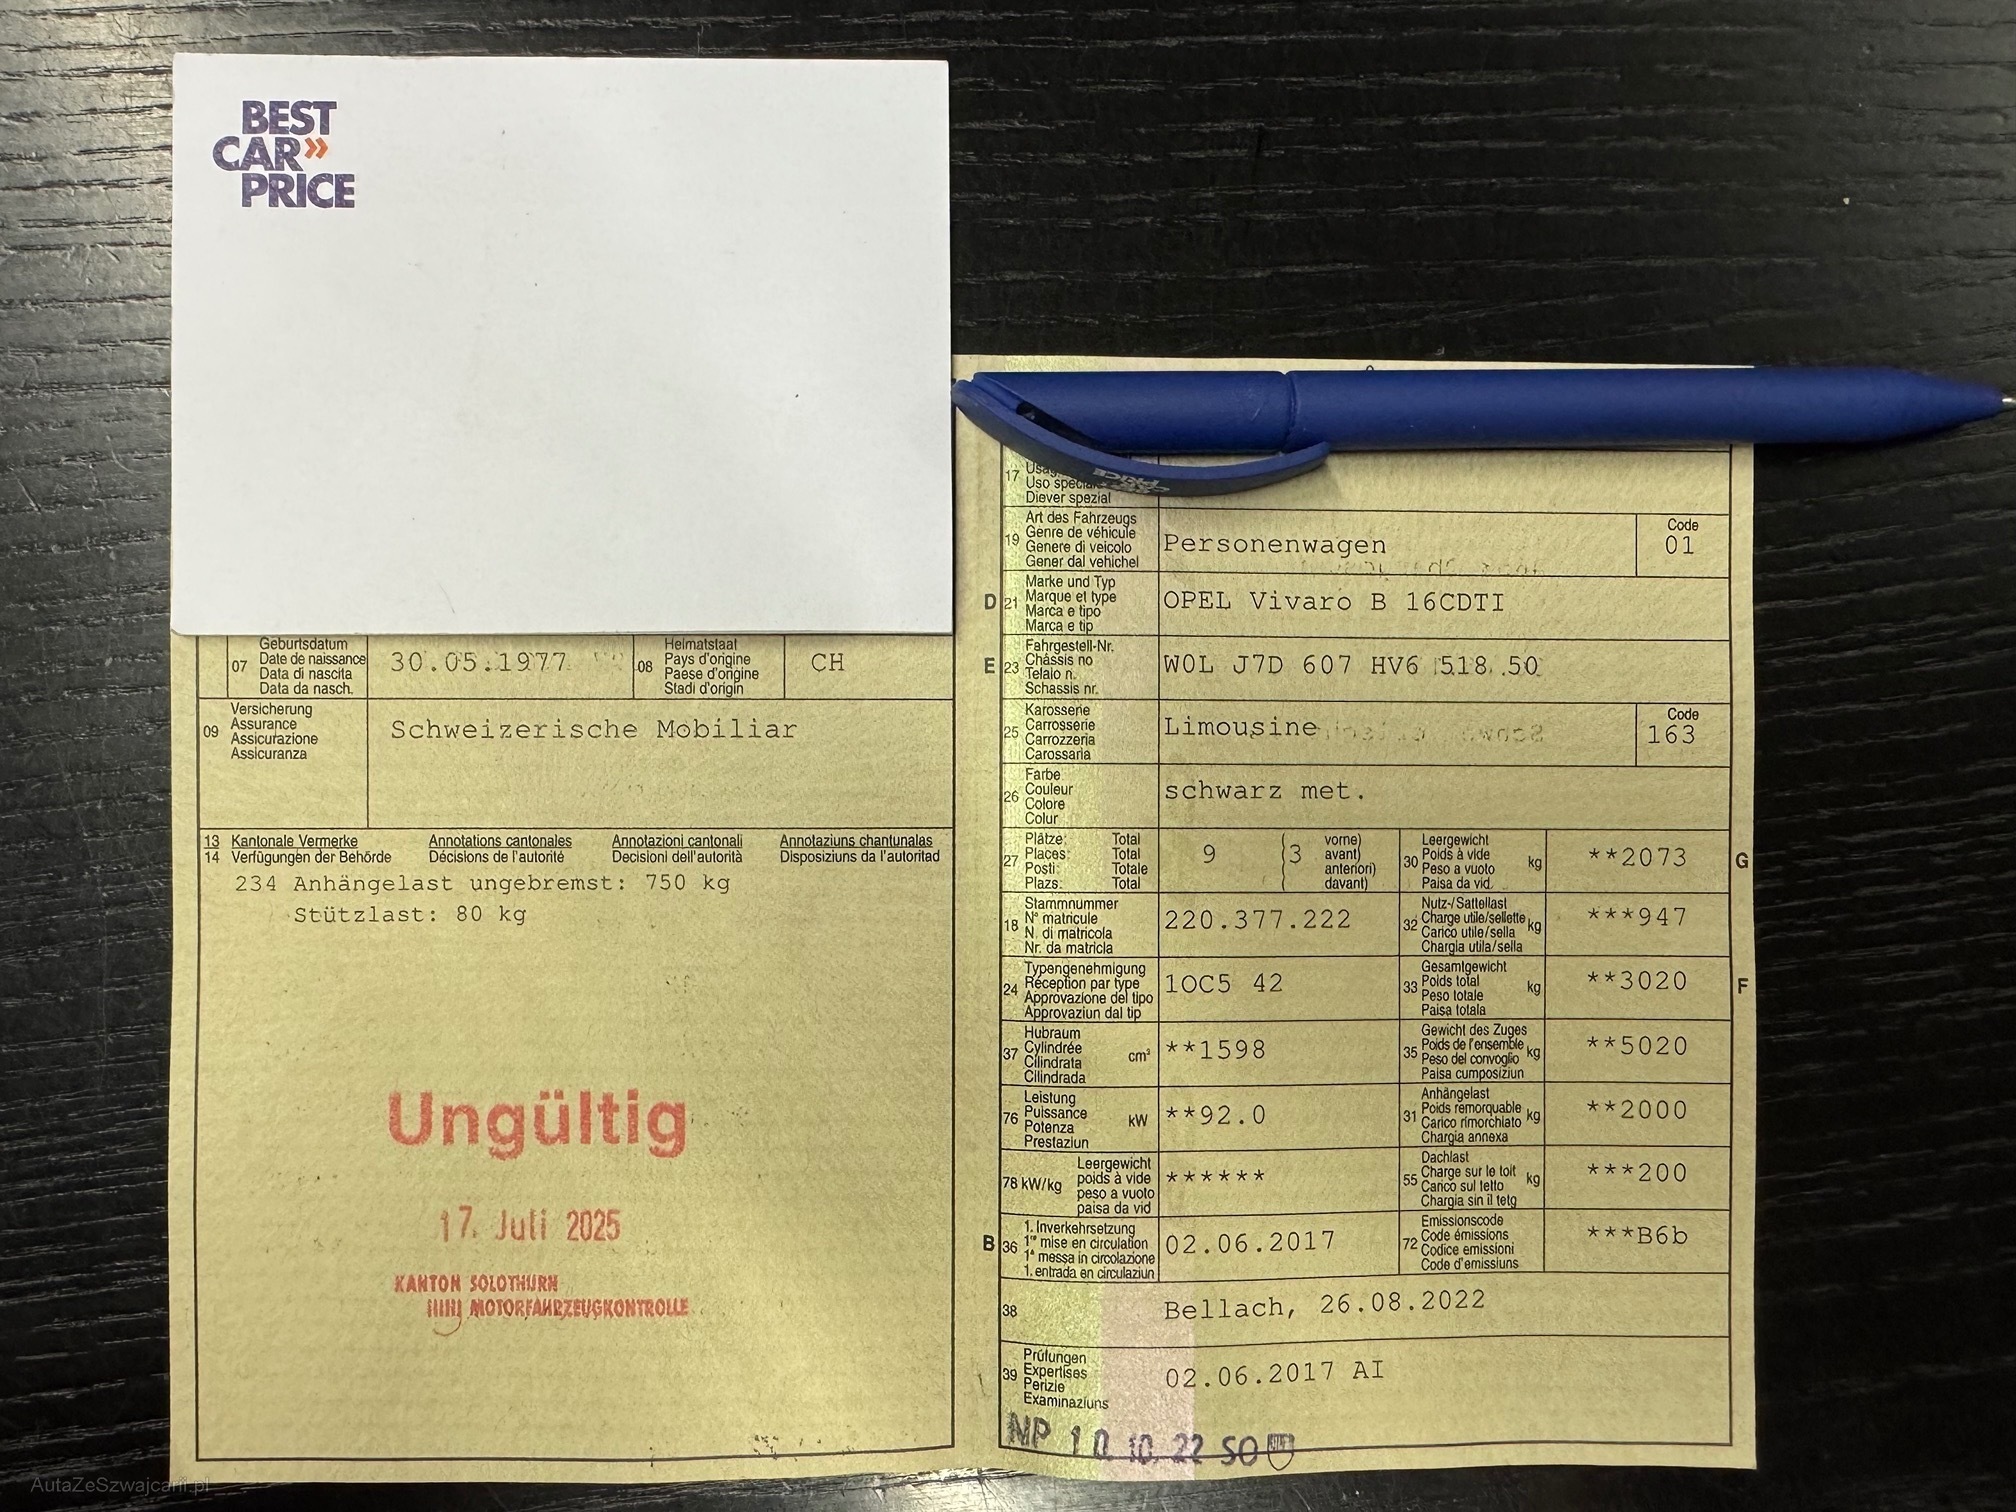 BEST
CAR»
PRICE
07 Geburtsdatum
Date de naissance
Data di nascita
Data da nasch.
30.05.1977
08 Heimatstaat
Pays d'origine
Paese d'origine
Stadi d'origin
CH
09 Versicherung
Assurance
Assicurazione
Assicuranza
Schweizerische Mobiliar
13 Kantonale Vermerke Annotations cantonales Annotazioni cantonali Annotaziuns chantunalas
14 Verfügungen der Behörde Décisions de l'autorité Decisioni dell'autorità Disposiziuns da l'autoritad
234 Anhängelast ungebremst: 750 kg
Stützlast: 80 kg
Ungültig
17. Juli 2025
KANTON SOLOTHURN
MOTORFAHRZEUGKONTROLLE
17
Uso speciale
Diever spezial
19 Art des Fahrzeugs
Genre de véhicule
Genere di veicolo
Gener dal vehichel
Personenwagen
Code
01
D 21 Marke und Typ
Marque et type
Marca e tipo
Marca e tip
OPEL Vivaro B 16CDTI
E 23 Fahrgestell-Nr.
Châssis no
Telaio n.
Schassis nr.
W0L J7D 607 HV6 518 50
25 Karosserie
Carrosserie
Carrozzeria
Carossaria
Limousine
Code
163
26 Farbe
Couleur
Colore
Colur
schwarz met.
27 Plätze: Total
Places: Total
Posti: Totale
Plazs: Total
9 (3 vorne)
avant)
anteriori)
( davant)
30 Leergewicht
Poids à vide kg
Peso a vuoto
Paisa da vid
**2073
G
18 Stammnummer
N° matricule
N. di matricola
Nr. da matricla
220.377.222
32 Nutz-/Sattellast
Charge utile/sellette kg
Carico utile/sella
Chargia utila/sella
***947
24 Typengenehmigung
Réception par type
Approvazione del tipo
Approvaziun dal tip
1OC5 42
33 Gesamtgewicht
Poids total kg
Peso totale
Paisa totala
**3020
F
37 Hubraum
Cylindrée cm³
Cilindrata
Cilindrada
**1598
35 Gewicht des Zuges
Poids de l'ensemble kg
Peso del convoglio
Paisa cumposiziun
**5020
76 Leistung
Puissance kW
Potenza
Prestaziun
**92.0
31 Anhängelast
Poids remorquable kg
Carico rimorchiato
Chargia annexa
**2000
78 kW/kg Leergewicht
poids à vide
peso a vuoto
paisa da vid
******
55 Dachlast
Charge sur le toit kg
Carico sul tetto
Chargia sin il tetg
***200
B 36 1. Inverkehrsetzung
1re mise en circulation
1a messa in circolazione
1. entrada en circulaziun
02.06.2017
72 Emissionscode
Code émissions
Codice emissioni
Code d'emissiuns
***B6b
38 Bellach, 26.08.2022
39 Prüfungen
Expertises
Perizie
Examinaziuns
02.06.2017 AI
NP 10.10.22 SO
AutaZeSzwajcarii.pl